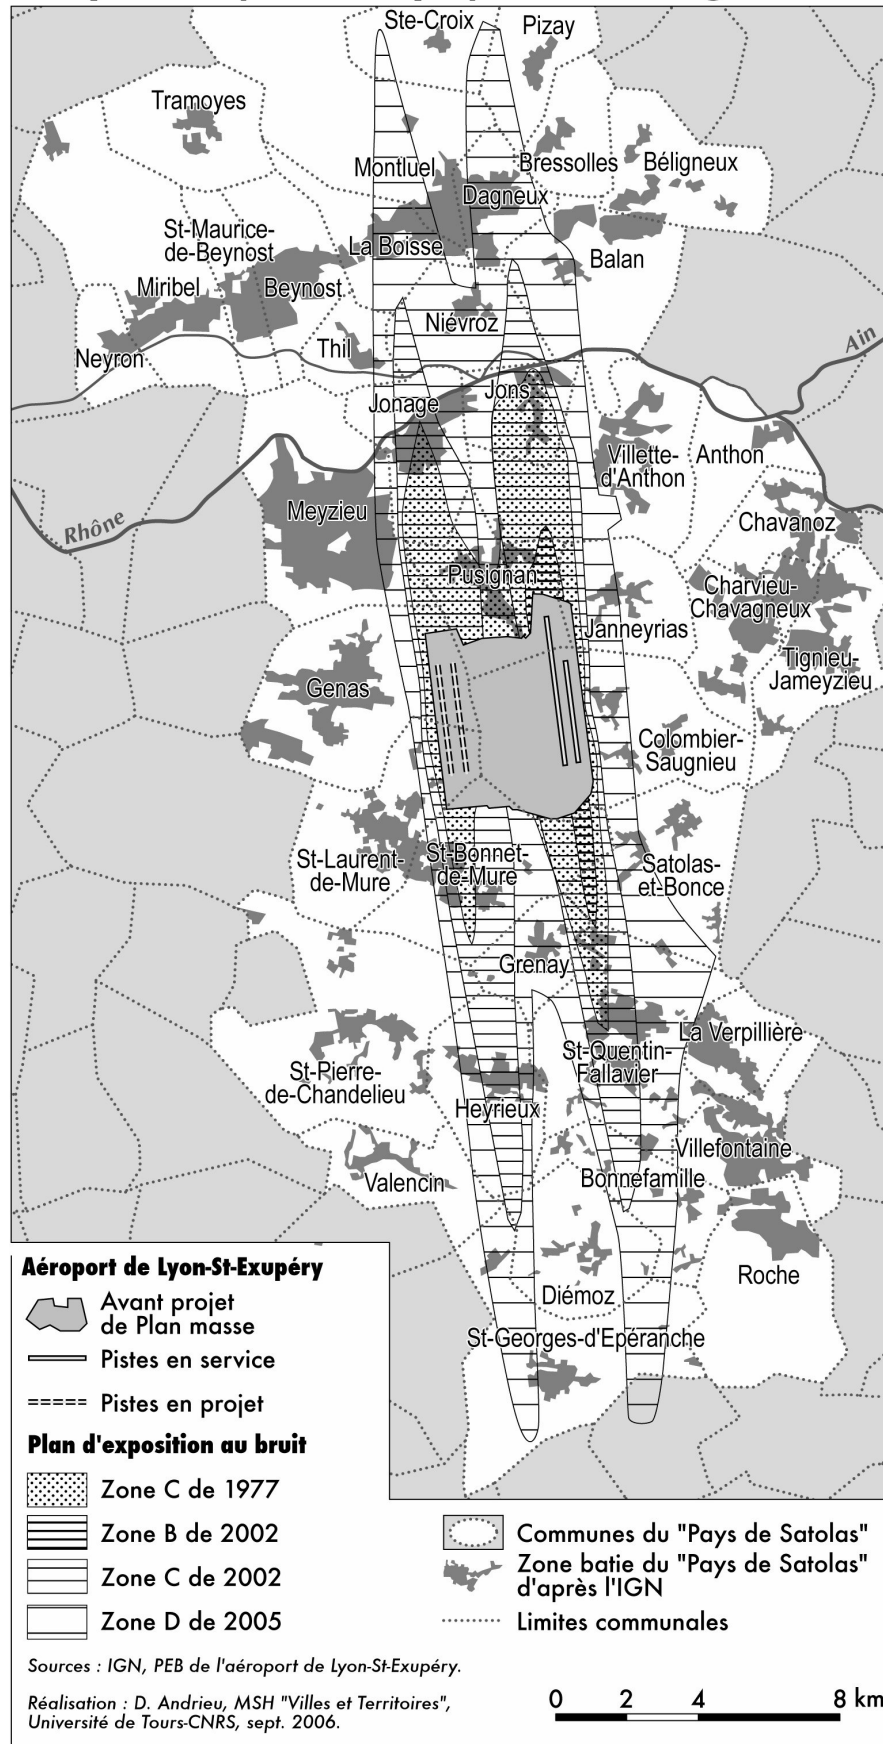 Ste-Croix
Pizay
Tramoyes
Montluel
Bressolles
Béligneux
Dagneux
St-Maurice-
de-Beynost
La Boisse
Balan
Miribel
Beynost
Niévroz
Neyron
Thil
Ain
Jonage
Jons
Villette-
d'Anthon
Anthon
Rhône
Meyzieu
Chavanoz
Pusignan
Charvieu-
Chavagneux
Janneyrias
Tignieu-
Jameyzieu
Genas
Colombier-
Saugnieu
St-Laurent-
de-Mure
St-Bonnet-
de-Mure
Satolas-
et-Bonce
Grenay
La Verpillière
St-Quentin-
Fallavier
St-Pierre-
de-Chandelieu
Heyrieux
Villefontaine
Valencin
Bonnefamille
Roche
Diémoz
St-Georges-d'Epéranche
Aéroport de Lyon-St-Exupéry
Avant projet
de Plan masse
Pistes en service
Pistes en projet
Plan d'exposition au bruit
Zone C de 1977
Zone B de 2002
Zone C de 2002
Zone D de 2005
Communes du "Pays de Satolas"
Zone batie du "Pays de Satolas"
d'après l'IGN
Limites communales
Sources : IGN, PEB de l'aéroport de Lyon-St-Exupéry.
Réalisation : D. Andrieu, MSH "Villes et Territoires",
Université de Tours-CNRS, sept. 2006.
0 2 4 8 km